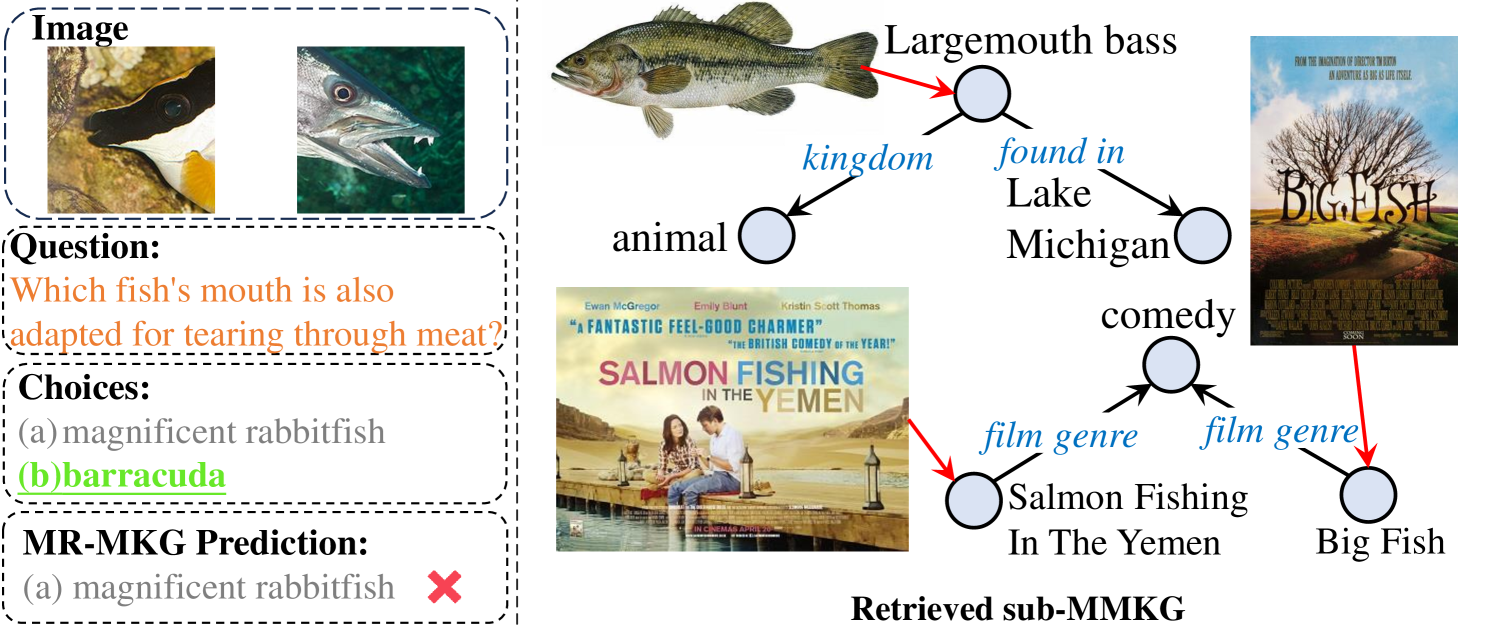 Image
Question:
Which fish's mouth is also
adapted for tearing through meat?
Choices:
(a) magnificent rabbitfish
(b)barracuda
MR-MKG Prediction:
(a) magnificent rabbitfish
Largemouth bass
kingdom
found in
animal
Lake
Michigan
FROM THE IMAGINATION OF DIRECTOR TIM BURTON
AN ADVENTURE AS BIG AS LIFE ITSELF.
BIG FISH
COMING
SOON
Ewan McGregor Emily Blunt Kristin Scott Thomas
"A FANTASTIC FEEL-GOOD CHARMER"
"THE BRITISH COMEDY OF THE YEAR!"
SALMON FISHING
IN THE YEMEN
IN CINEMAS APRIL 20
comedy
film genre
film genre
Salmon Fishing
In The Yemen
Big Fish
Retrieved sub-MMKG